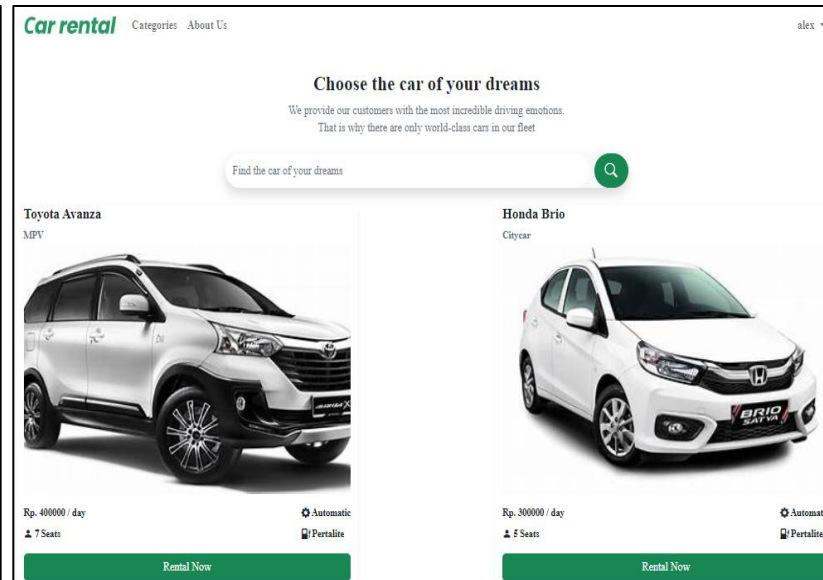 Car rental Categories About Us alex
Choose the car of your dreams
We provide our customers with the most incredible driving emotions.
That is why there are only world-class cars in our fleet
Find the car of your dreams
Toyota Avanza
MPV
Honda Brio
Citycar
BRIO
SATYA
Rp. 400000 / day Automatic
7 Seats Pertalite
Rental Now
Rp. 300000 / day Automat
5 Seats Pertalite
Rental Now